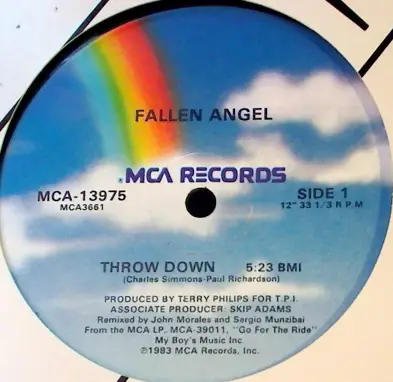 FALLEN ANGEL
MCA RECORDS
MCA-13975
MCA3661
SIDE 1
12" 33 1/3 RPM
THROW DOWN 5:23 BMI
(Charles Simmons-Paul Richardson)
PRODUCED BY TERRY PHILIPS FOR T.P.I.
ASSOCIATE PRODUCER: SKIP ADAMS
Remixed by John Morales and Sergio Munzibai
From the MCA LP, MCA-39011, "Go For The Ride"
My Boy's Music Inc
©1983 MCA Records, Inc.